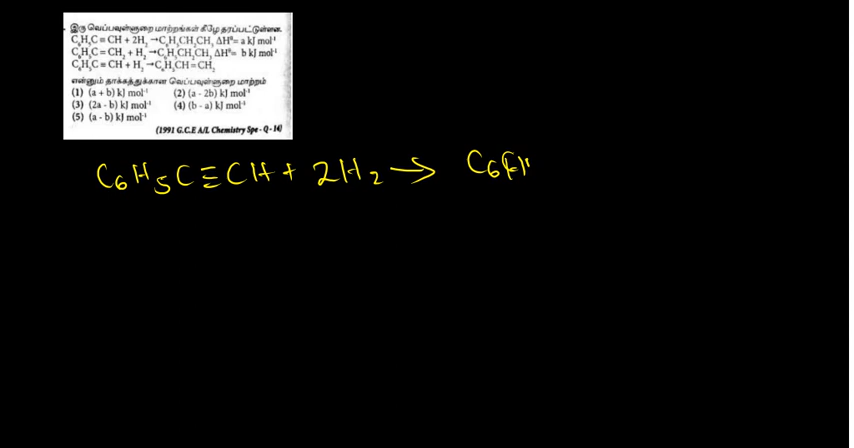 இரு வெப்பவுள்ளுறை மாற்றங்கள் கீழே தரப்பட்டுள்ளன.
C₆H₅C ≡ CH + 2H₂ → C₆H₅CH₂CH₃ ΔH⁰= a kJ mol⁻¹
C₆H₅C = CH₂ + H₂ → C₆H₅CH₂CH₃ ΔH⁰= b kJ mol⁻¹
C₆H₅C ≡ CH + H₂ → C₆H₅CH = CH₂
என்னும் தாக்கத்துக்கான வெப்பவுள்ளுறை மாற்றம்
(1) (a + b) kJ mol⁻¹ (2) (a - 2b) kJ mol⁻¹
(3) (2a - b) kJ mol⁻¹ (4) (b - a) kJ mol⁻¹
(5) (a - b) kJ mol⁻¹
(1991 G.C.E A/L Chemistry Spe - Q - 14)
C₆H₅C≡CH + 2H₂ → C₆